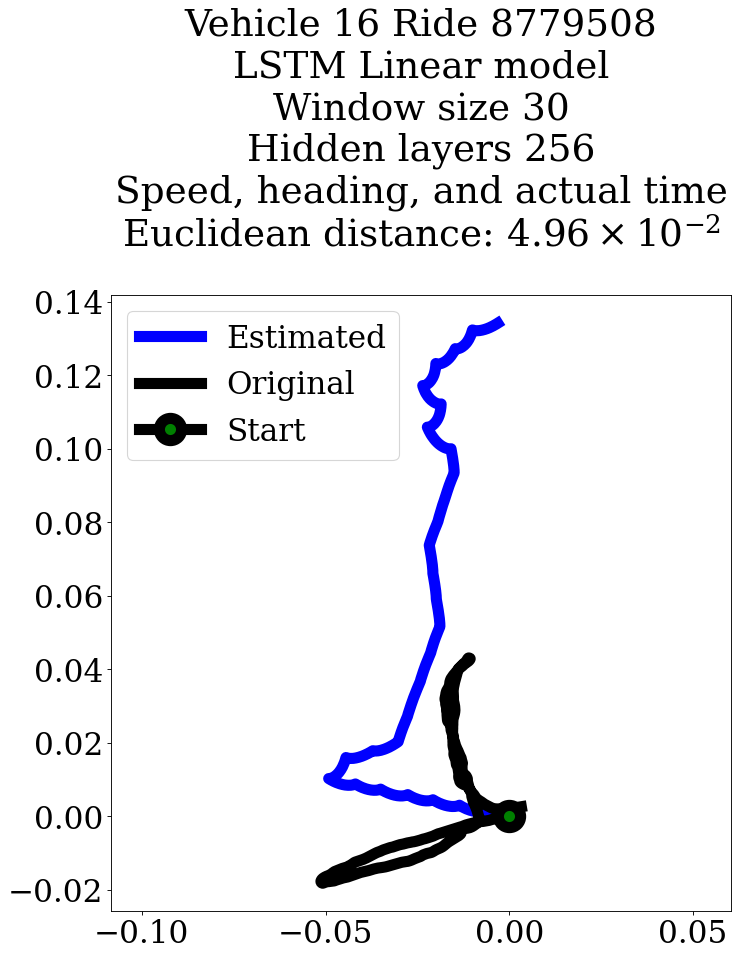 Vehicle 16 Ride 8779508
LSTM Linear model
Window size 30
Hidden layers 256
Speed, heading, and actual time
Euclidean distance: 4.96 × 10⁻²
0.14
Estimated
0.12
Original
Start
0.10
0.08
0.06
0.04
0.02
0.00
−0.02
−0.10 −0.05 0.00 0.05